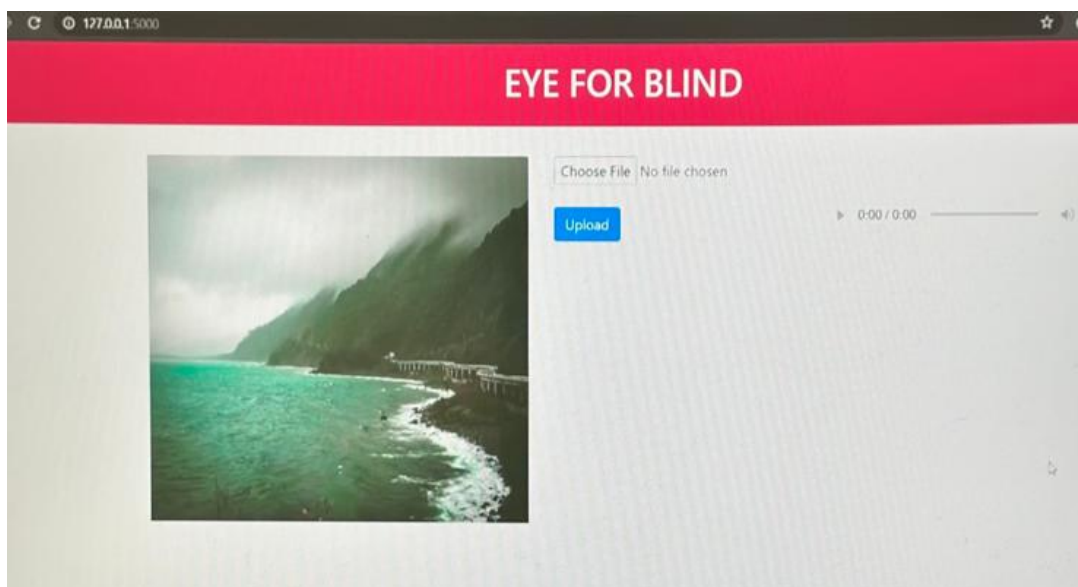 127.0.0.1:5000
EYE FOR BLIND
Choose File No file chosen
Upload
0:00 / 0:00